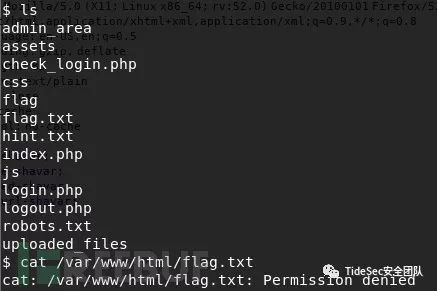 $ ls
admin_area
assets
check_login.php
css
flag
flag.txt
hint.txt
index.php
js
login.php
logout.php
robots.txt
uploaded_files
$ cat /var/www/html/flag.txt
cat: /var/www/html/flag.txt: Permission denied
FREEBUF
TideSec安全团队